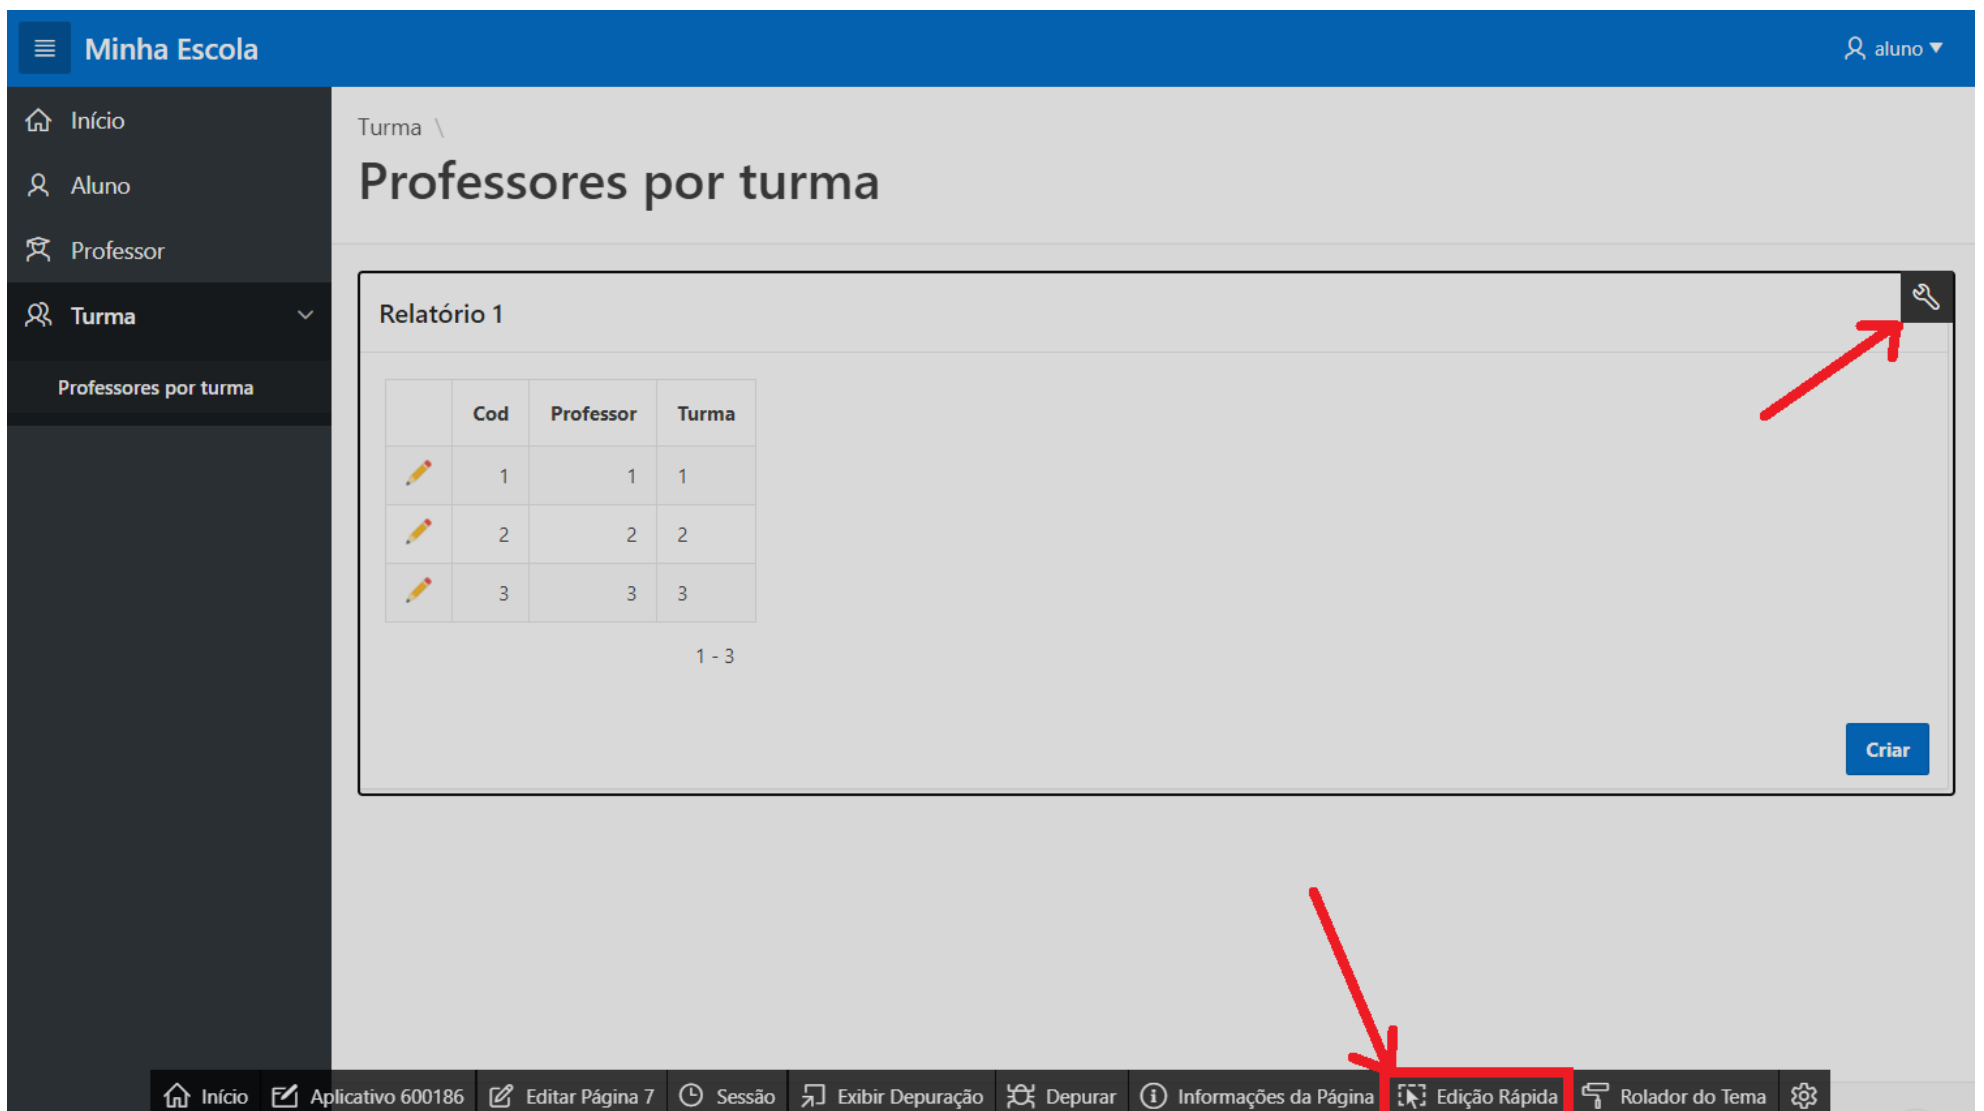 Minha Escola
aluno
Início
Aluno
Professor
Turma
Professores por turma
Turma \
Professores por turma
Relatório 1
Cod Professor Turma
1 1 1
2 2 2
3 3 3
1 - 3
Criar
Início Aplicativo 600186 Editar Página 7 Sessão Exibir Depuração Depurar Informações da Página Edição Rápida Rolador do Tema